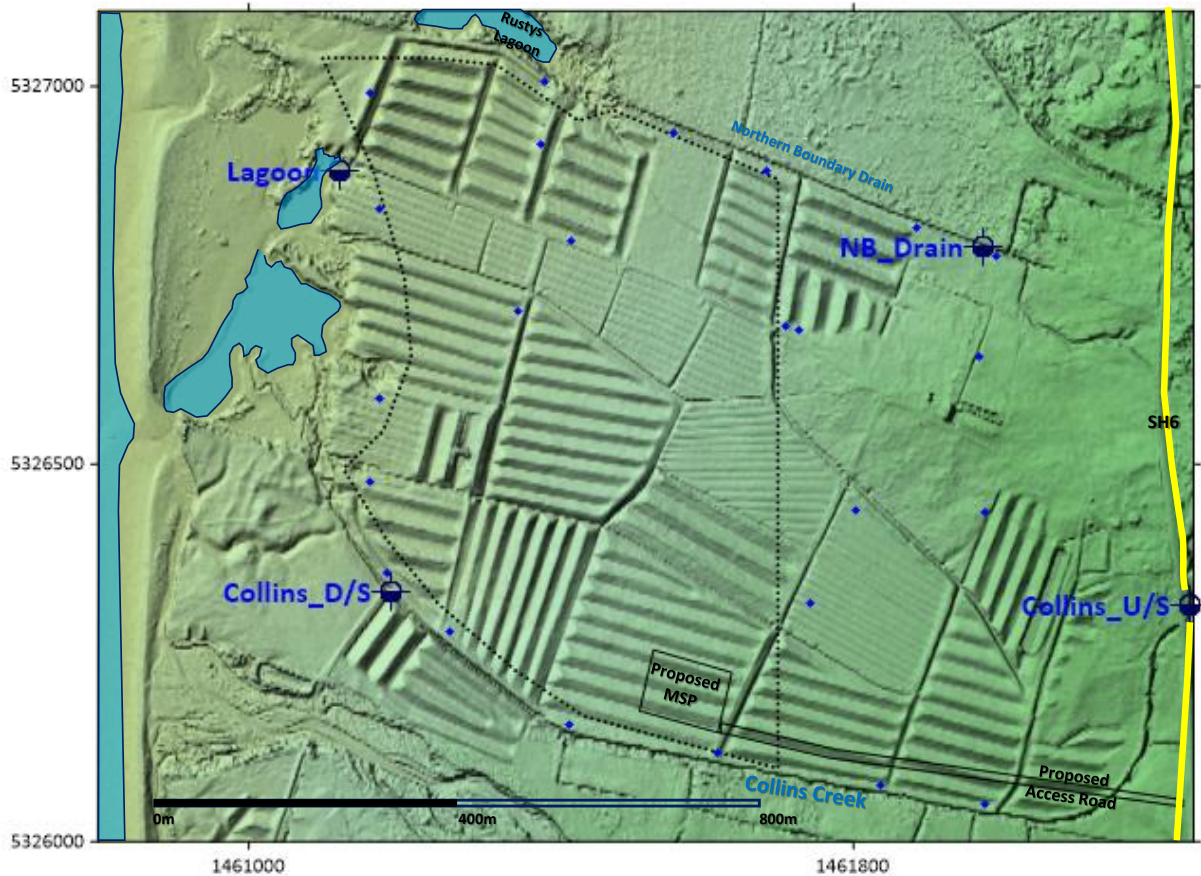 Rustys
Lagoon
5327000
Northern Boundary Drain
Lagoon
NB_Drain
SH6
5326500
Collins_D/S
Collins_U/S
Proposed
MSP
Proposed
Access Road
Collins Creek
0m
400m
800m
5326000
1461000
1461800